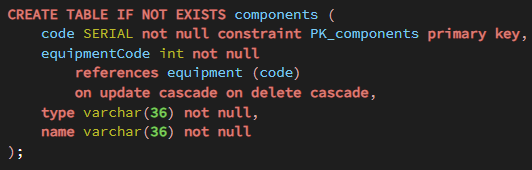 CREATE TABLE IF NOT EXISTS components (
code SERIAL not null constraint PK_components primary key,
equipmentCode int not null
references equipment (code)
on update cascade on delete cascade,
type varchar(36) not null,
name varchar(36) not null
);